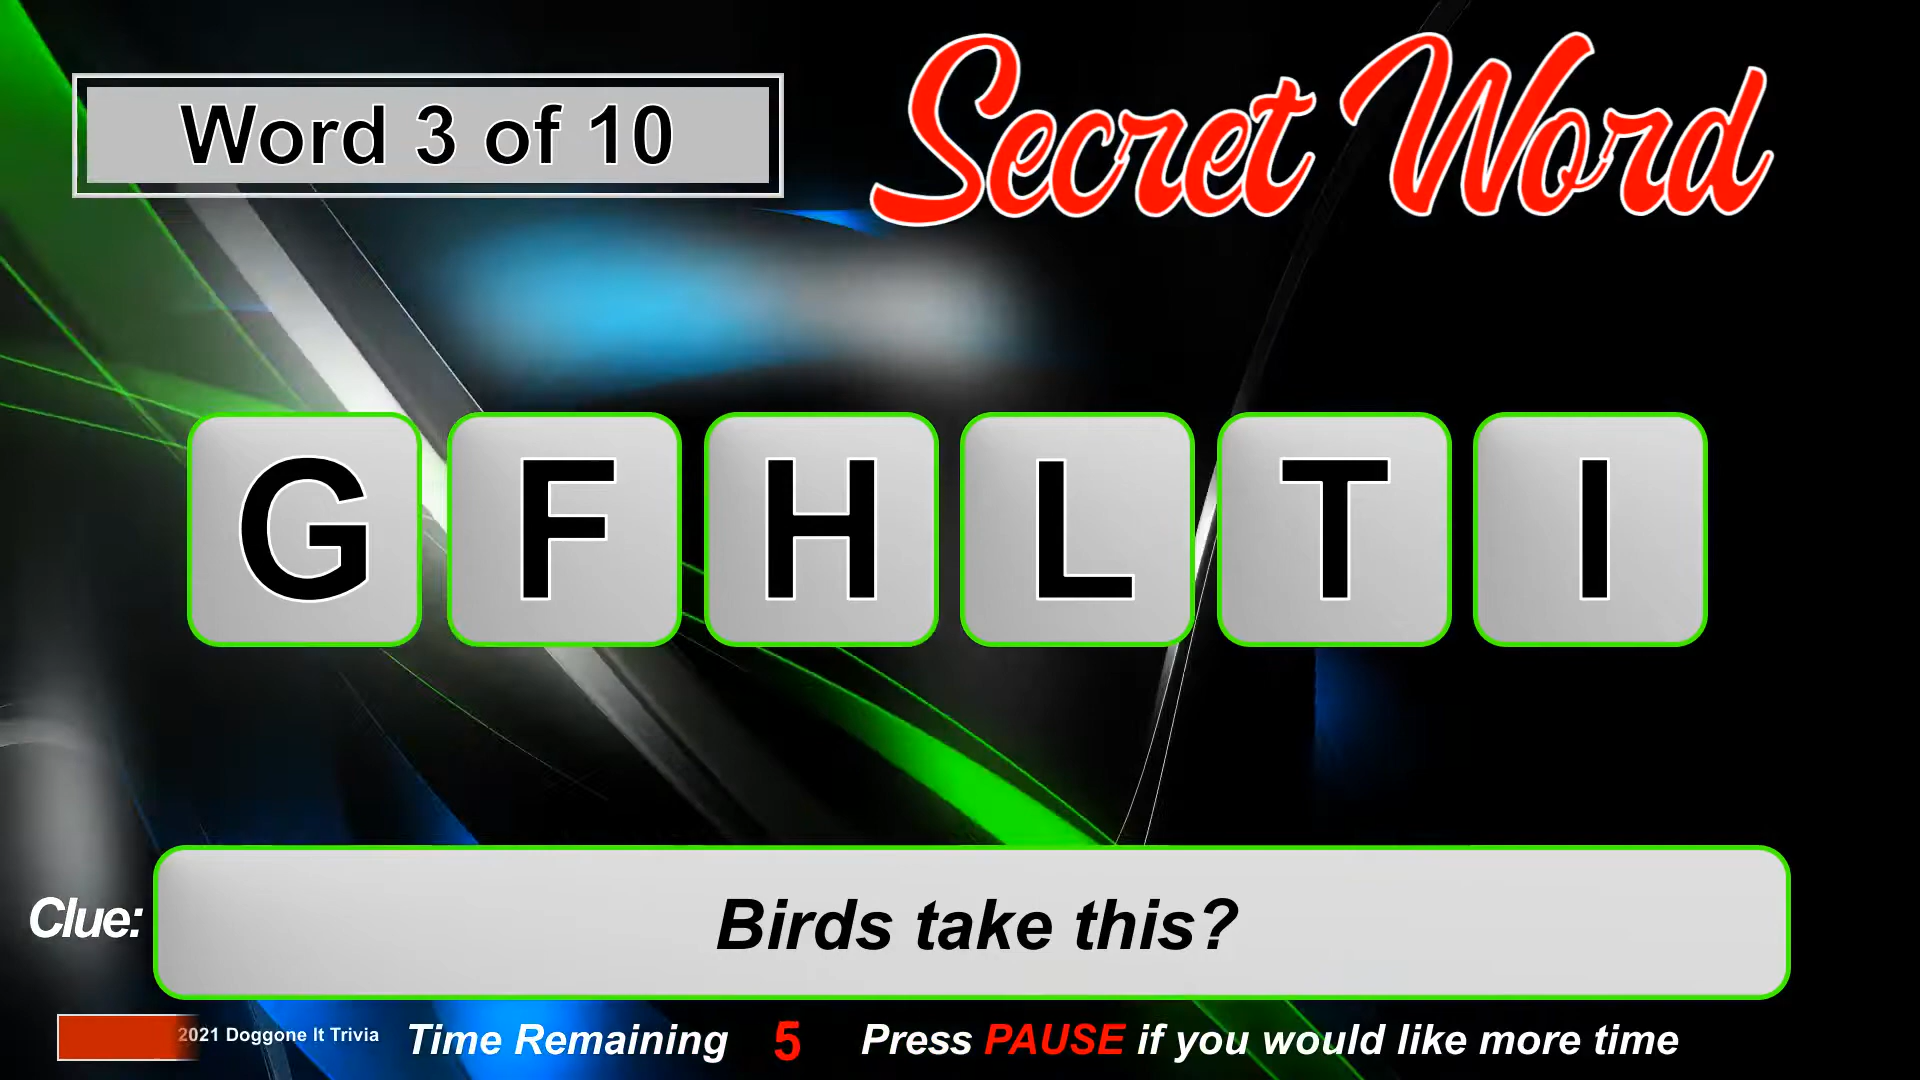 Word 3 of 10
Secret Word
G F H L T I
Clue:
Birds take this?
2021 Doggone It Trivia
Time Remaining 5 Press PAUSE if you would like more time